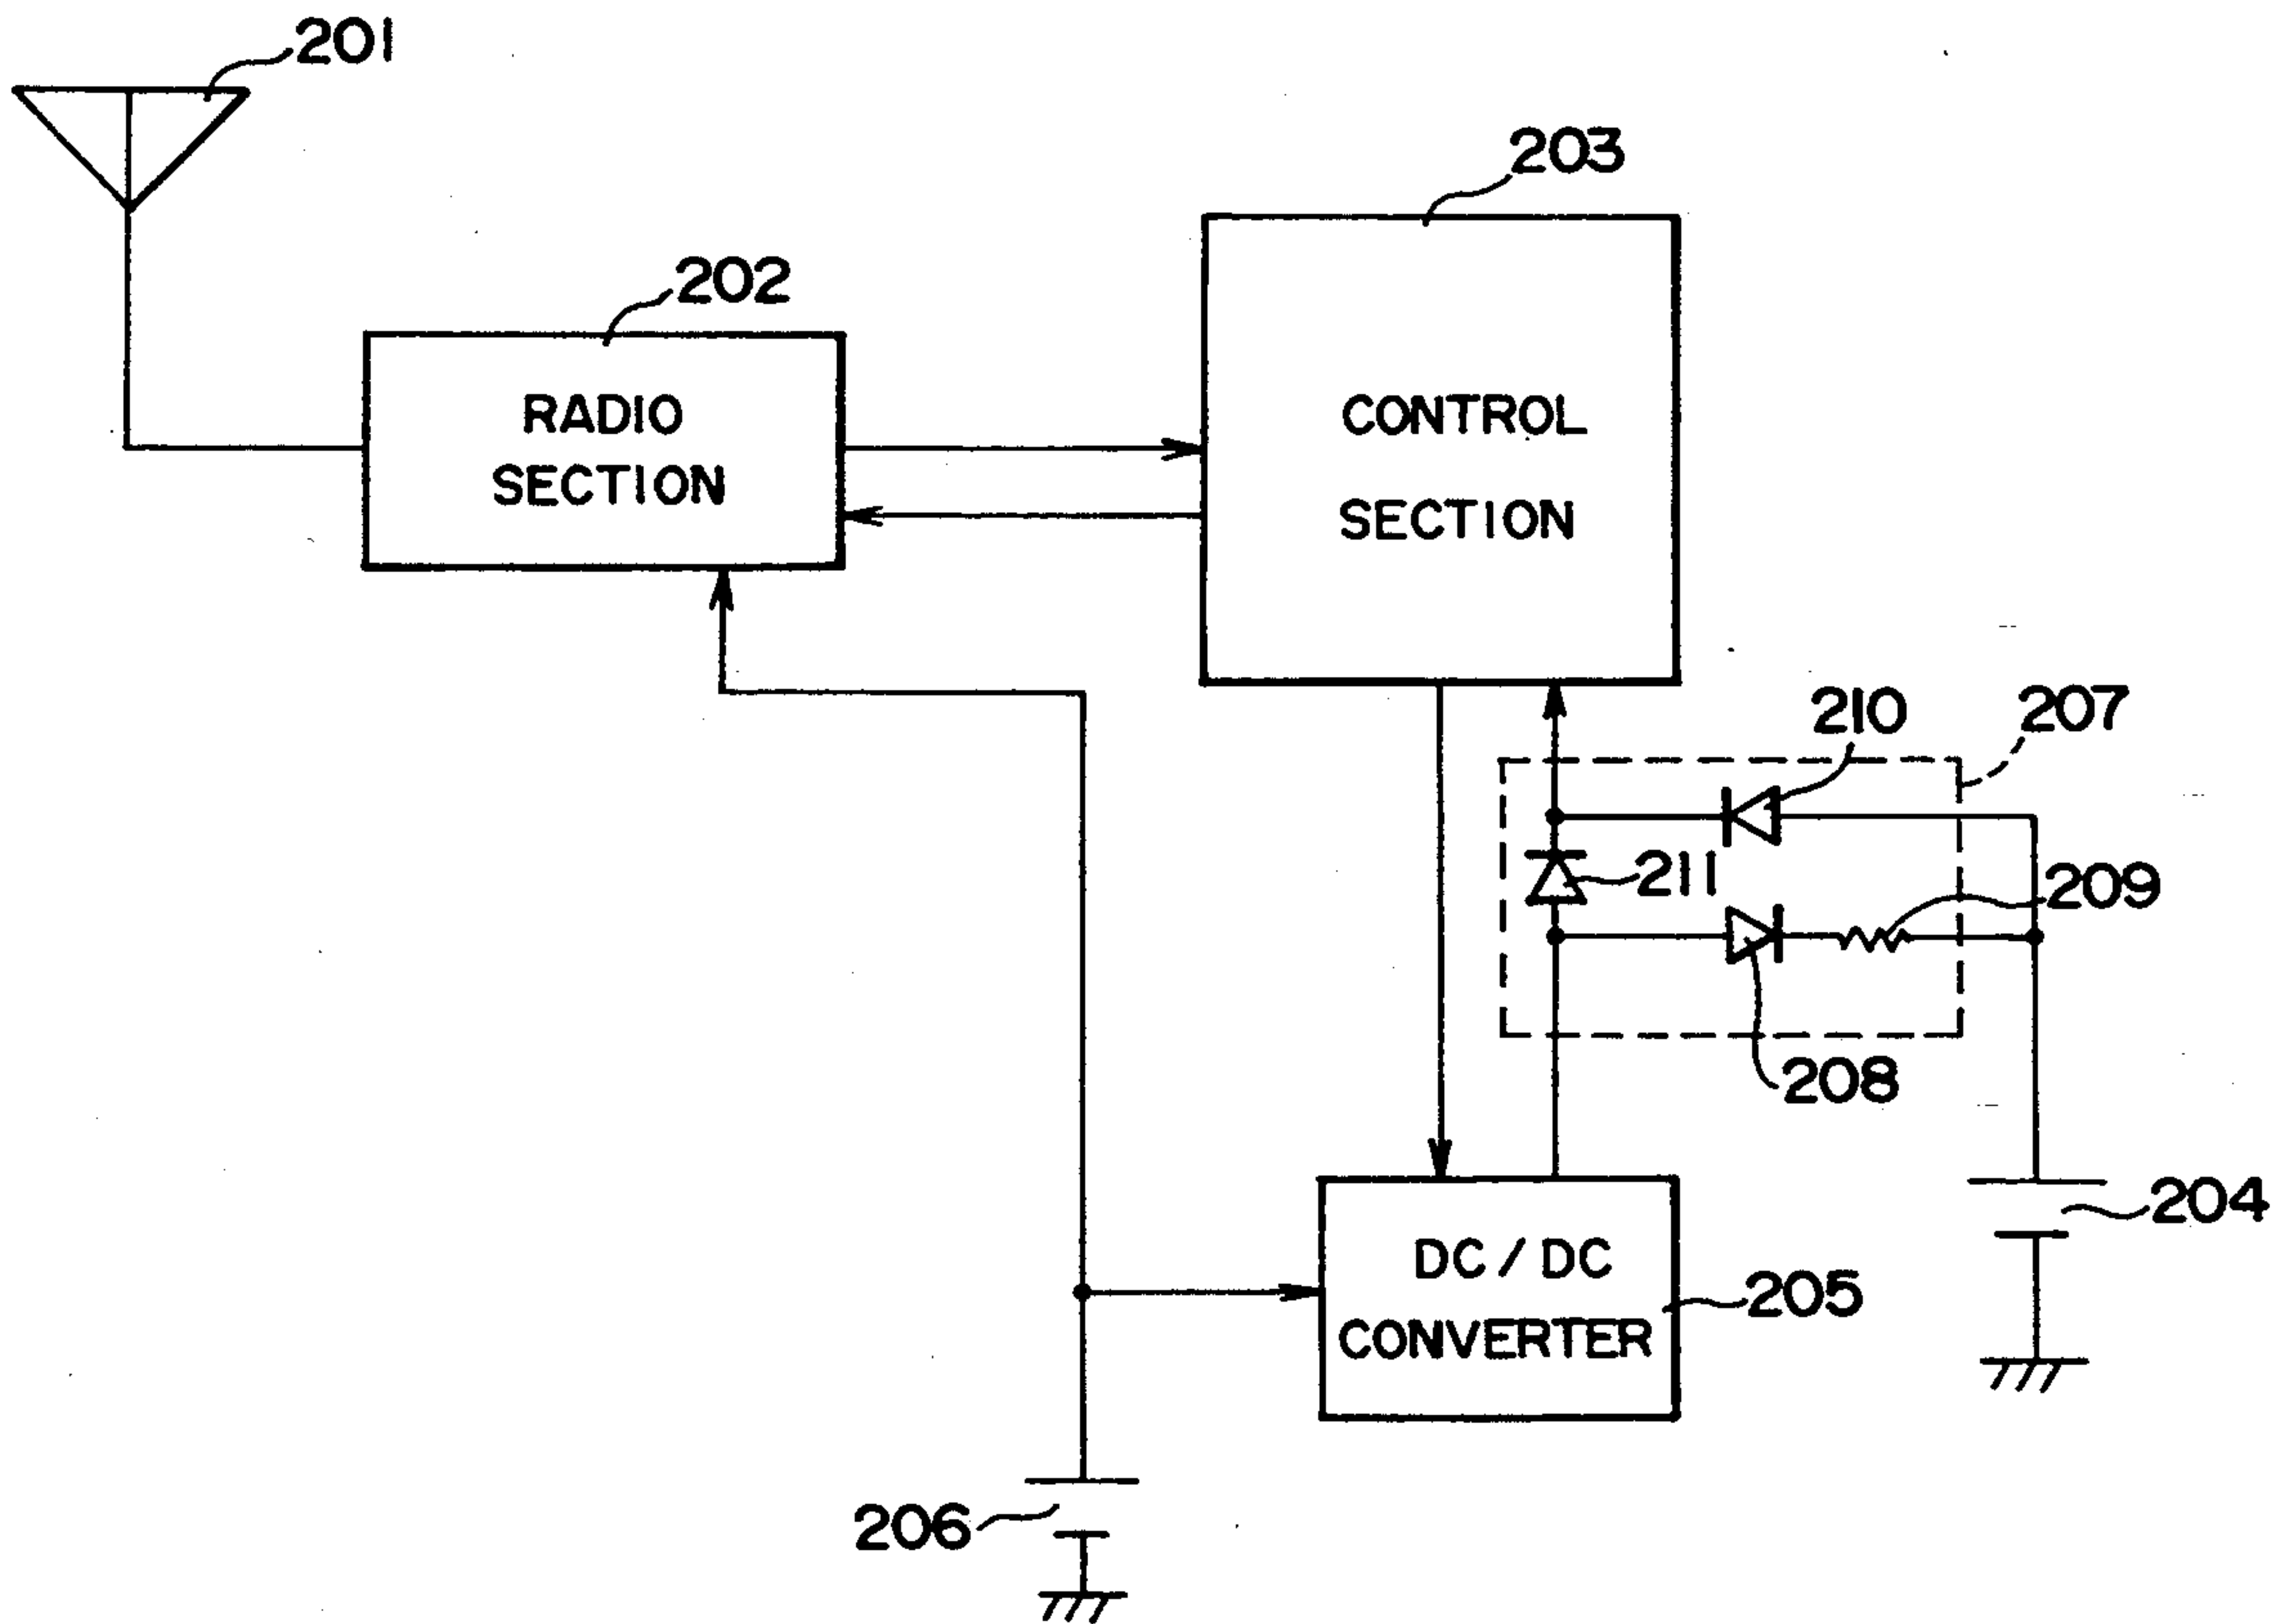 201
203
202
RADIO
SECTION
CONTROL
SECTION
210
207
211
209
208
204
DC/DC
CONVERTER
205
206